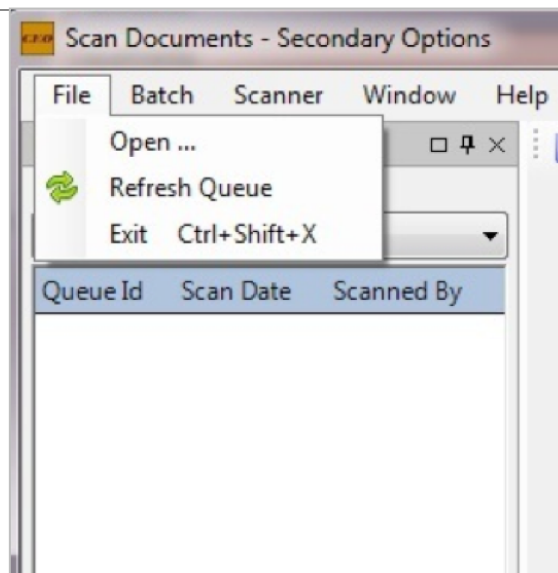 CEO Scan Documents - Secondary Options
File Batch Scanner Window Help
Open ...
Refresh Queue
Exit Ctrl+Shift+X
Queue Id Scan Date Scanned By